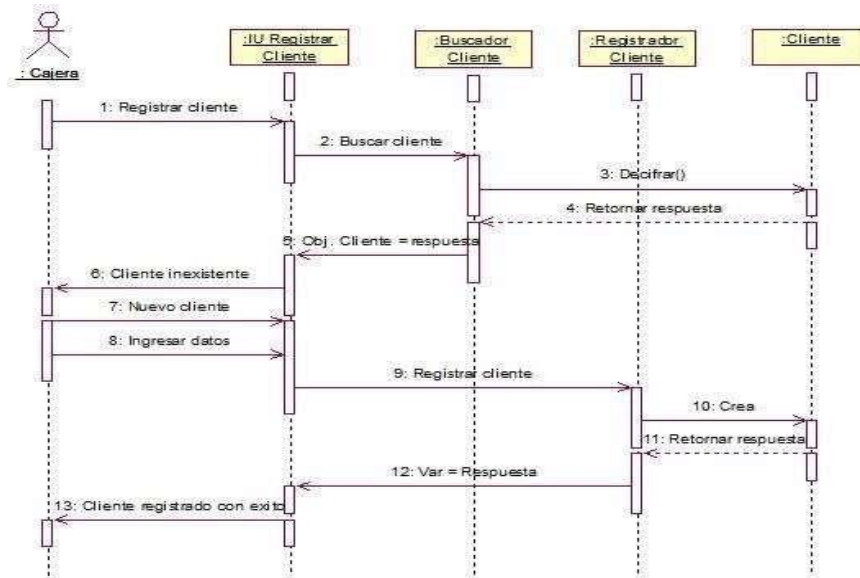 : Cajera
:IU Registrar
Cliente
:Buscador
Cliente
:Registrador
Cliente
:Cliente
1: Registrar cliente
2: Buscar cliente
3: Decifrar()
4: Retornar respuesta
5: Obj. Cliente = respuesta
6: Cliente inexistente
7: Nuevo cliente
8: Ingresar datos
9: Registrar cliente
10: Crea
11: Retornar respuesta
12: Var = Respuesta
13: Cliente registrado con exito